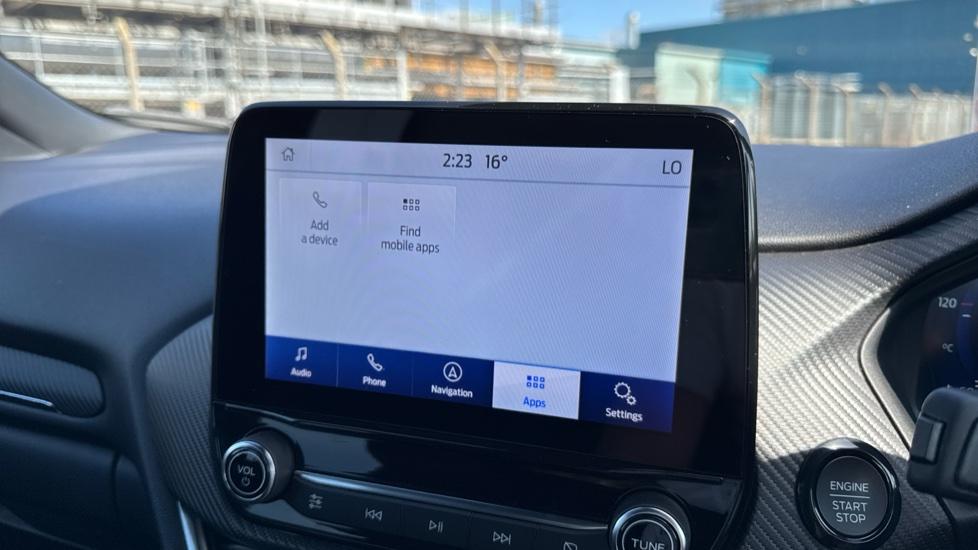 2:23 16° LO
Add
a device
Find
mobile apps
Audio Phone Navigation Apps Settings
120
°C
VOL
TUNE
ENGINE
START
STOP